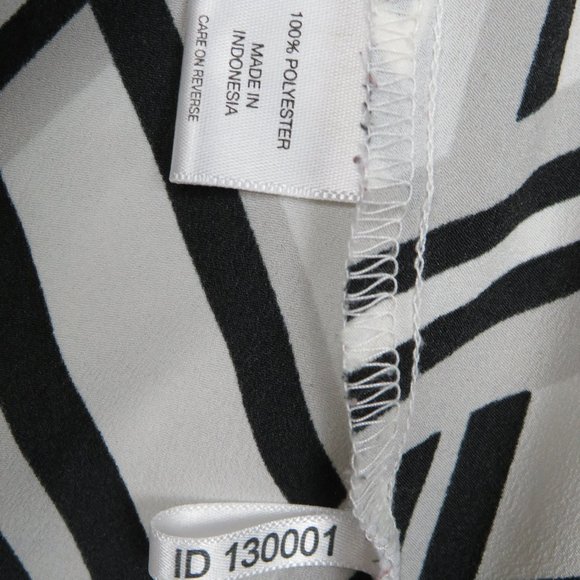 100% POLYESTER
MADE IN
INDONESIA
CARE ON REVERSE
ID 130001